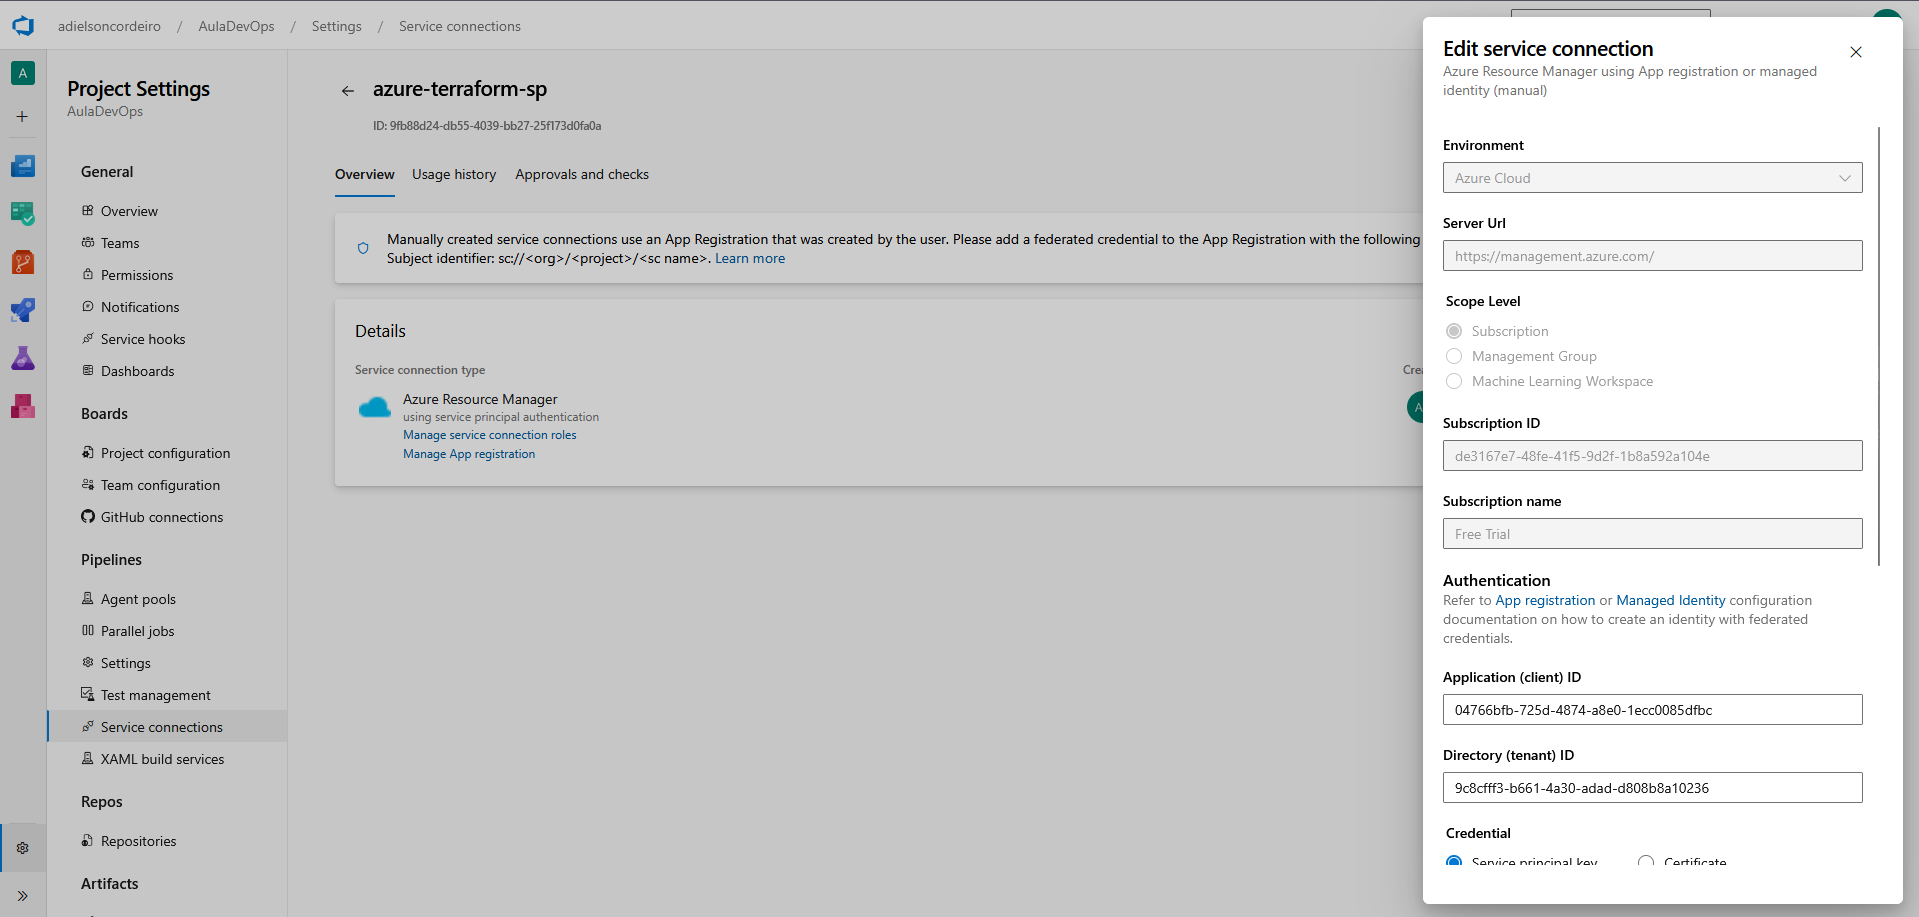 adielsoncordeiro / AulaDevOps / Settings / Service connections
A
Project Settings
AulaDevOps
General
Overview
Teams
Permissions
Notifications
Service hooks
Dashboards
Boards
Project configuration
Team configuration
GitHub connections
Pipelines
Agent pools
Parallel jobs
Settings
Test management
Service connections
XAML build services
Repos
Repositories
Artifacts
azure-terraform-sp
ID: 9fb88d24-db55-4039-bb27-25f173d0fa0a
Overview
Usage history
Approvals and checks
Manually created service connections use an App Registration that was created by the user. Please add a federated credential to the App Registration with the following
Subject identifier: sc://<org>/<project>/<sc name>. Learn more
Details
Service connection type
Azure Resource Manager
using service principal authentication
Manage service connection roles
Manage App registration
Crea
A
Edit service connection
Azure Resource Manager using App registration or managed
identity (manual)
Environment
Azure Cloud
Server Url
https://management.azure.com/
Scope Level
Subscription
Management Group
Machine Learning Workspace
Subscription ID
de3167e7-48fe-41f5-9d2f-1b8a592a104e
Subscription name
Free Trial
Authentication
Refer to App registration or Managed Identity configuration
documentation on how to create an identity with federated
credentials.
Application (client) ID
04766bfb-725d-4874-a8e0-1ecc0085dfbc
Directory (tenant) ID
9c8cfff3-b661-4a30-adad-d808b8a10236
Credential
Service principal key
Certificate